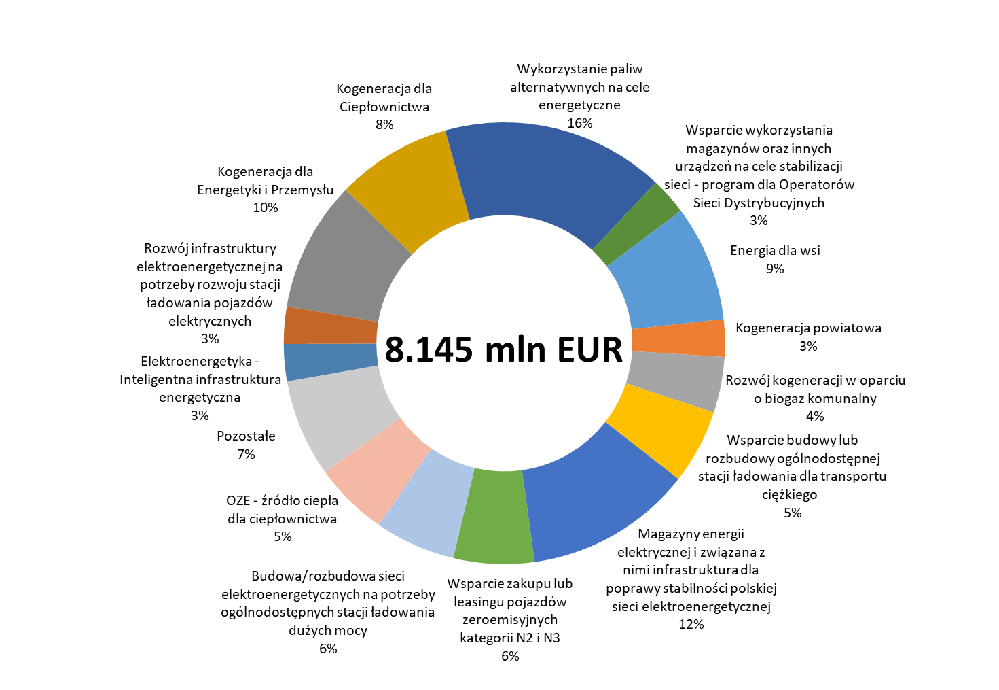 Wykorzystanie paliw
alternatywnych na cele
energetyczne
16%
Wsparcie wykorzystania
magazynów oraz innych
urządzeń na cele stabilizacji
sieci - program dla Operatorów
Sieci Dystrybucyjnych
3%
Energia dla wsi
9%
Kogeneracja powiatowa
3%
Rozwój kogeneracji w oparciu
o biogaz komunalny
4%
Wsparcie budowy lub
rozbudowy ogólnodostępnej
stacji ładowania dla transportu
ciężkiego
5%
Magazyny energii
elektrycznej i związana z
nimi infrastruktura dla
poprawy stabilności polskiej
sieci elektroenergetycznej
12%
Wsparcie zakupu lub
leasingu pojazdów
zeroemisyjnych
kategorii N2 i N3
6%
Budowa/rozbudowa sieci
elektroenergetycznych na potrzeby
ogólnodostępnych stacji ładowania
dużych mocy
6%
OZE - źródło ciepła
dla ciepłownictwa
5%
Pozostałe
7%
Elektroenergetyka -
Inteligentna infrastruktura
energetyczna
3%
Rozwój infrastruktury
elektroenergetycznej na
potrzeby rozwoju stacji
ładowania pojazdów
elektrycznych
3%
Kogeneracja dla
Energetyki i Przemysłu
10%
Kogeneracja dla
Ciepłownictwa
8%
8.145 mln EUR